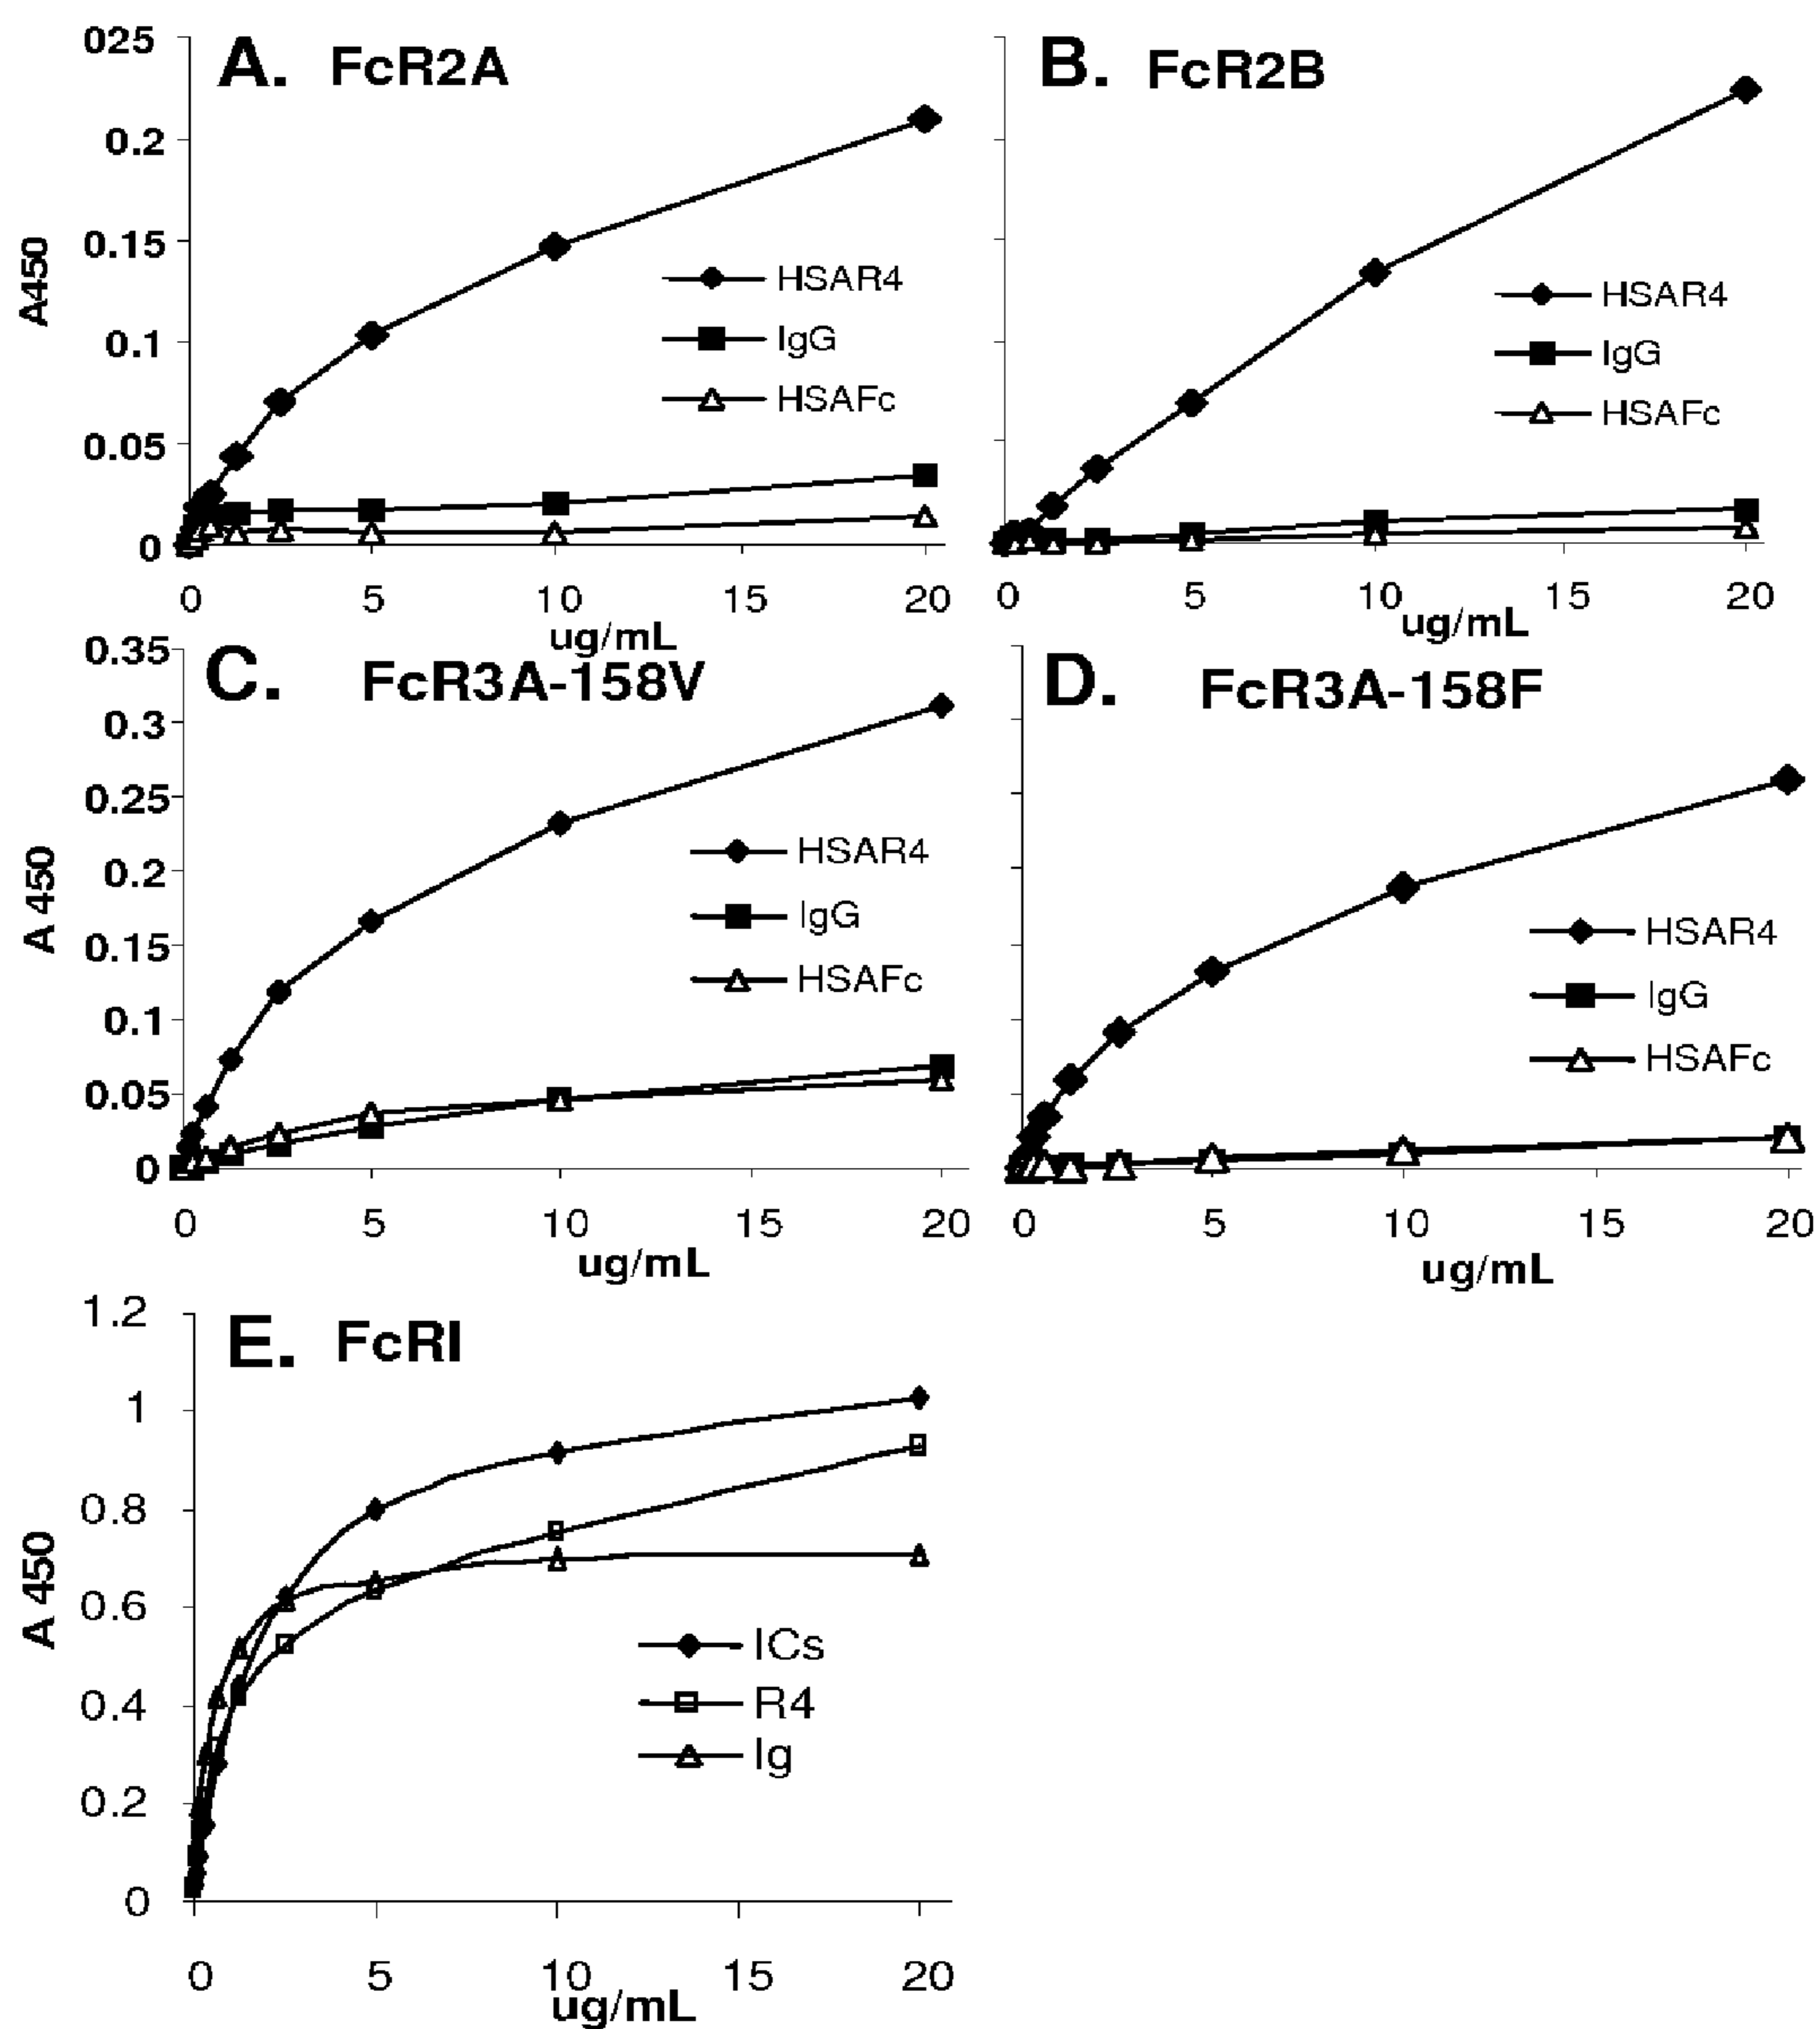 A. FcR2A
025
0.2
0.15
0.1
0.05
0
A450
HSAR4
IgG
HSAFc
0 5 10 15 20
ug/mL
B. FcR2B
HSAR4
IgG
HSAFc
0 5 10 15 20
ug/mL
C. FcR3A-158V
0.35
0.3
0.25
0.2
0.15
0.1
0.05
0
A 450
HSAR4
IgG
HSAFc
0 5 10 15 20
ug/mL
D. FcR3A-158F
HSAR4
IgG
HSAFc
0 5 10 15 20
ug/mL
E. FcRI
1.2
1
0.8
0.6
0.4
0.2
0
A 450
ICs
R4
Ig
0 5 10 15 20
ug/mL